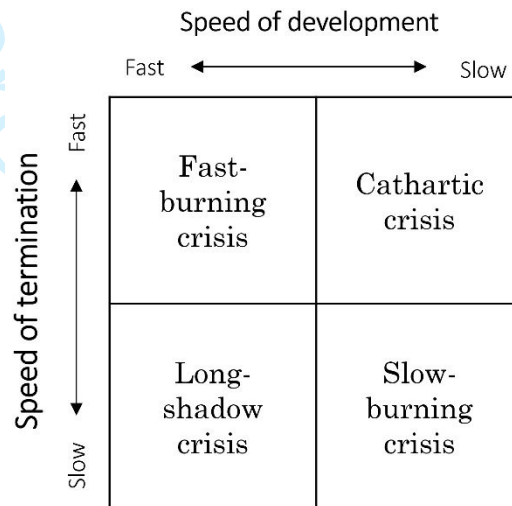 Speed of development
Fast
Slow
Speed of termination
Fast
Slow
Fast-
burning
crisis
Cathartic
crisis
Long-
shadow
crisis
Slow-
burning
crisis